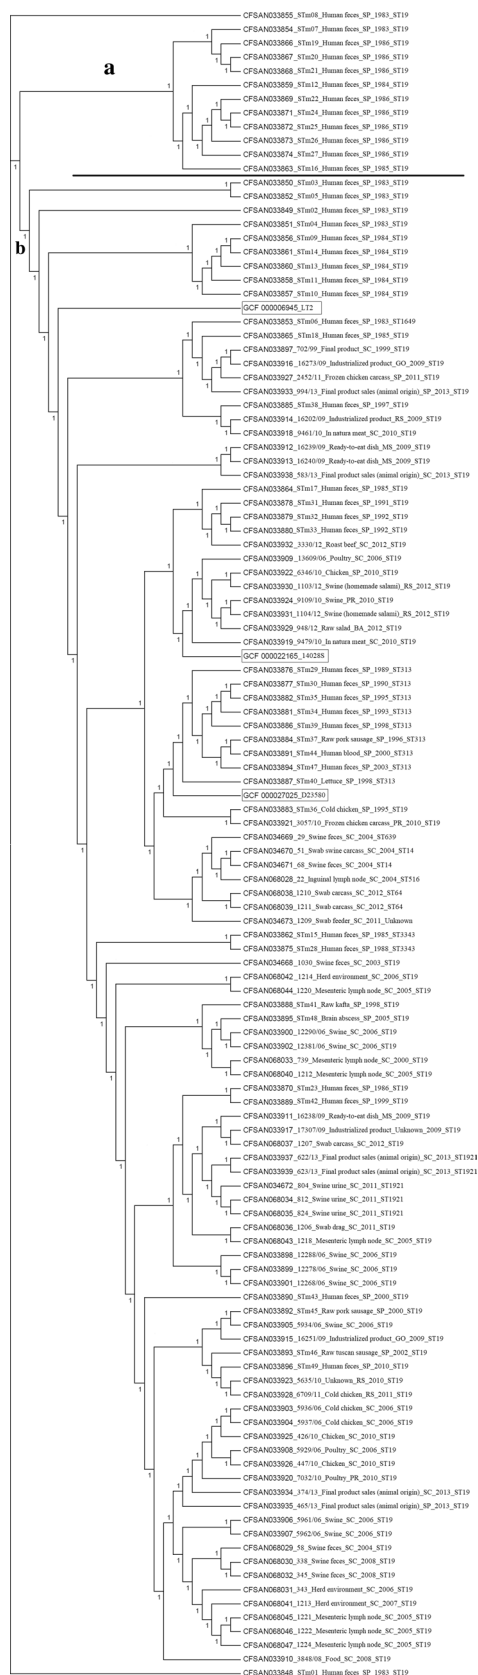 CFSAN033855_STm08_Human feces_SP_1983_ST19
CFSAN033854_STm07_Human feces_SP_1983_ST19
CFSAN033866_STm19_Human feces_SP_1986_ST19
CFSAN033867_STm20_Human feces_SP_1986_ST19
a
CFSAN033868_STm21_Human feces_SP_1986_ST19
CFSAN033859_STm12_Human feces_SP_1984_ST19
CFSAN033869_STm22_Human feces_SP_1986_ST19
CFSAN033871_STm24_Human feces_SP_1986_ST19
CFSAN033872_STm25_Human feces_SP_1986_ST19
CFSAN033873_STm26_Human feces_SP_1986_ST19
CFSAN033874_STm27_Human feces_SP_1986_ST19
CFSAN033863_STm16_Human feces_SP_1985_ST19
CFSAN033850_STm03_Human feces_SP_1983_ST19
CFSAN033852_STm05_Human feces_SP_1983_ST19
CFSAN033849_STm02_Human feces_SP_1983_ST19
CFSAN033851_STm04_Human feces_SP_1983_ST19
CFSAN033856_STm09_Human feces_SP_1984_ST19
b
CFSAN033861_STm14_Human feces_SP_1984_ST19
CFSAN033860_STm13_Human feces_SP_1984_ST19
CFSAN033858_STm11_Human feces_SP_1984_ST19
CFSAN033857_STm10_Human feces_SP_1984_ST19
GCF 000006945_LT2
CFSAN033853_STm06_Human feces_SP_1983_ST1649
CFSAN033865_STm18_Human feces_SP_1985_ST19
CFSAN033897_702/99_Final product_SC_1999_ST19
CFSAN033916_16273/09_Industrialized product_GO_2009_ST19
CFSAN033927_2452/11_Frozen chicken carcass_SP_2011_ST19
CFSAN033933_994/13_Final product sales (animal origin)_SP_2013_ST19
CFSAN033885_STm38_Human feces_SP_1997_ST19
CFSAN033914_16202/09_Industrialized product_RS_2009_ST19
CFSAN033918_9461/10_In natura meat_SC_2010_ST19
CFSAN033912_16239/09_Ready-to-eat dish_MS_2009_ST19
CFSAN033913_16240/09_Ready-to-eat dish_MS_2009_ST19
CFSAN033938_583/13_Final product sales (animal origin)_SC_2013_ST19
CFSAN033864_STm17_Human feces_SP_1985_ST19
CFSAN033878_STm31_Human feces_SP_1991_ST19
CFSAN033879_STm32_Human feces_SP_1992_ST19
CFSAN033880_STm33_Human feces_SP_1992_ST19
CFSAN033932_3330/12_Roast beef_SC_2012_ST19
CFSAN033909_13609/06_Poultry_SC_2006_ST19
CFSAN033922_6346/10_Chicken_SP_2010_ST19
CFSAN033930_1103/12_Swine (homemade salami)_RS_2012_ST19
CFSAN033924_9109/10_Swine_PR_2010_ST19
CFSAN033931_1104/12_Swine (homemade salami)_RS_2012_ST19
CFSAN033929_948/12_Raw salad_BA_2012_ST19
CFSAN033919_9479/10_In natura meat_SC_2010_ST19
GCF 000022165_14028S
CFSAN033876_STm29_Human feces_SP_1989_ST313
CFSAN033877_STm30_Human feces_SP_1990_ST313
CFSAN033882_STm35_Human feces_SP_1995_ST313
CFSAN033881_STm34_Human feces_SP_1993_ST313
CFSAN033886_STm39_Human feces_SP_1998_ST313
CFSAN033884_STm37_Raw pork sausage_SP_1996_ST313
CFSAN033891_STm44_Human blood_SP_2000_ST313
CFSAN033894_STm47_Human feces_SP_2003_ST313
CFSAN033887_STm40_Lettuce_SP_1998_ST313
GCF 000027025_D23580
CFSAN033883_STm36_Cold chicken_SP_1995_ST19
CFSAN033921_3057/10_Frozen chicken carcass_PR_2010_ST19
CFSAN034669_29_Swine feces_SC_2004_ST639
CFSAN034670_51_Swab swine carcass_SC_2004_ST14
CFSAN034671_68_Swine feces_SC_2004_ST14
CFSAN068028_22_Inguinal lymph node_SC_2004_ST516
CFSAN068038_1210_Swab carcass_SC_2012_ST64
CFSAN068039_1211_Swab carcass_SC_2012_ST64
CFSAN034673_1209_Swab feeder_SC_2011_Unknown
CFSAN033862_STm15_Human feces_SP_1985_ST3343
CFSAN033875_STm28_Human feces_SP_1988_ST3343
CFSAN034668_1030_Swine feces_SC_2003_ST19
CFSAN068042_1214_Herd environment_SC_2006_ST19
CFSAN068044_1220_Mesenteric lymph node_SC_2005_ST19
CFSAN033888_STm41_Raw kafta_SP_1998_ST19
CFSAN033895_STm48_Brain abscess_SP_2005_ST19
CFSAN033900_12290/06_Swine_SC_2006_ST19
CFSAN033902_12381/06_Swine_SC_2006_ST19
CFSAN068033_739_Mesenteric lymph node_SC_2000_ST19
CFSAN068040_1212_Mesenteric lymph node_SC_2005_ST19
CFSAN033870_STm23_Human feces_SP_1986_ST19
CFSAN033889_STm42_Human feces_SP_1999_ST19
CFSAN033911_16238/09_Ready-to-eat dish_MS_2009_ST19
CFSAN033917_17307/09_Industrialized product_Unknown_2009_ST19
CFSAN068037_1207_Swab carcass_SC_2012_ST19
CFSAN033937_622/13_Final product sales (animal origin)_SC_2013_ST1921
CFSAN033939_623/13_Final product sales (animal origin)_SC_2013_ST1921
CFSAN034672_804_Swine urine_SC_2011_ST1921
CFSAN068034_812_Swine urine_SC_2011_ST1921
CFSAN068035_824_Swine urine_SC_2011_ST1921
CFSAN068036_1206_Swab drag_SC_2011_ST19
CFSAN068043_1218_Mesenteric lymph node_SC_2005_ST19
CFSAN033898_12288/06_Swine_SC_2006_ST19
CFSAN033899_12278/06_Swine_SC_2006_ST19
CFSAN033901_12268/06_Swine_SC_2006_ST19
CFSAN033890_STm43_Human feces_SP_2000_ST19
CFSAN033892_STm45_Raw pork sausage_SP_2000_ST19
CFSAN033905_5934/06_Swine_SC_2006_ST19
CFSAN033915_16251/09_Industrialized product_GO_2009_ST19
CFSAN033893_STm46_Raw tuscan sausage_SP_2002_ST19
CFSAN033896_STm49_Human feces_SP_2010_ST19
CFSAN033923_5635/10_Unknown_RS_2010_ST19
CFSAN033928_6709/11_Cold chicken_RS_2011_ST19
CFSAN033903_5936/06_Cold chicken_SC_2006_ST19
CFSAN033904_5937/06_Cold chicken_SC_2006_ST19
CFSAN033925_426/10_Chicken_SC_2010_ST19
CFSAN033908_5929/06_Poultry_SC_2006_ST19
CFSAN033926_447/10_Chicken_SC_2010_ST19
CFSAN033920_7032/10_Poultry_PR_2010_ST19
CFSAN033934_374/13_Final product sales (animal origin)_SC_2013_ST19
CFSAN033935_465/13_Final product sales (animal origin)_SP_2013_ST19
CFSAN033906_5961/06_Swine_SC_2006_ST19
CFSAN033907_5962/06_Swine_SC_2006_ST19
CFSAN068029_58_Swine feces_SC_2004_ST19
CFSAN068030_338_Swine feces_SC_2008_ST19
CFSAN068032_345_Swine feces_SC_2008_ST19
CFSAN068031_343_Herd environment_SC_2006_ST19
CFSAN068041_1213_Herd environment_SC_2007_ST19
CFSAN068045_1221_Mesenteric lymph node_SC_2005_ST19
CFSAN068046_1222_Mesenteric lymph node_SC_2005_ST19
CFSAN068047_1224_Mesenteric lymph node_SC_2005_ST19
CFSAN033910_3848/08_Food_SC_2008_ST19
CFSAN033848_STm01_Human feces_SP_1983_ST19